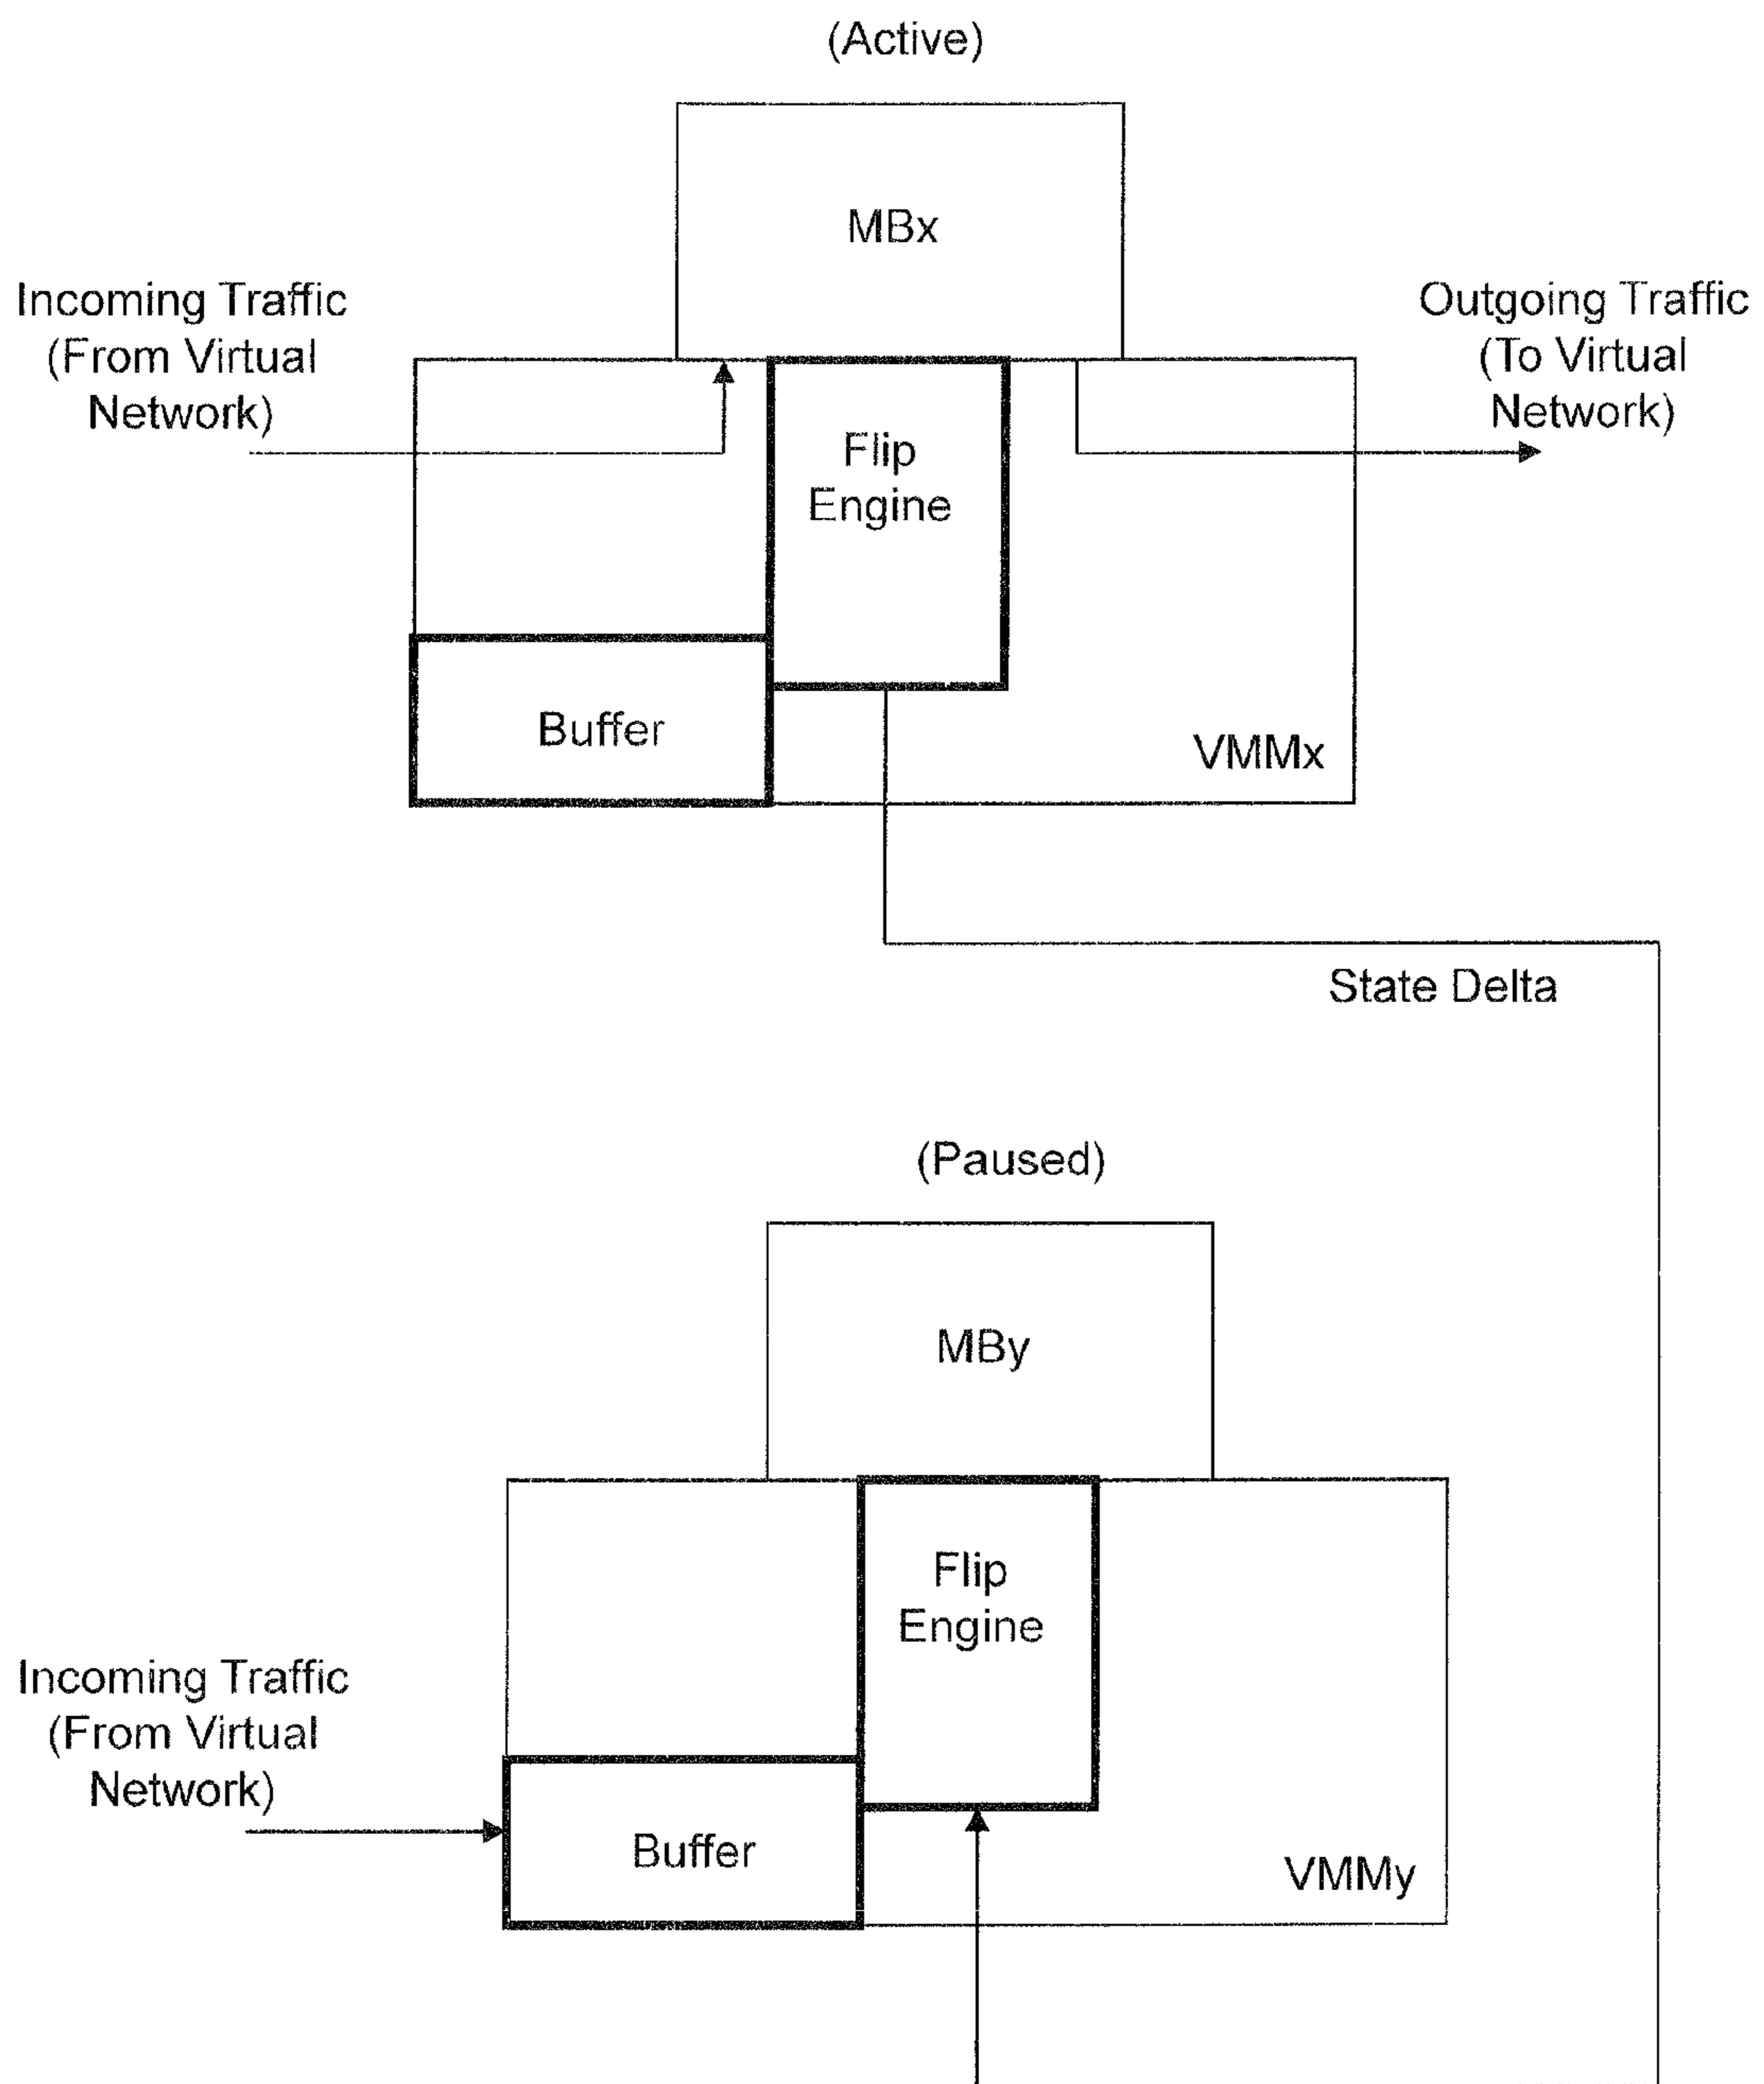 (Active)
MBx
Incoming Traffic
(From Virtual
Network)
Outgoing Traffic
(To Virtual
Network)
Flip
Engine
Buffer
VMMx
State Delta
(Paused)
MBy
Flip
Engine
Incoming Traffic
(From Virtual
Network)
Buffer
VMMy